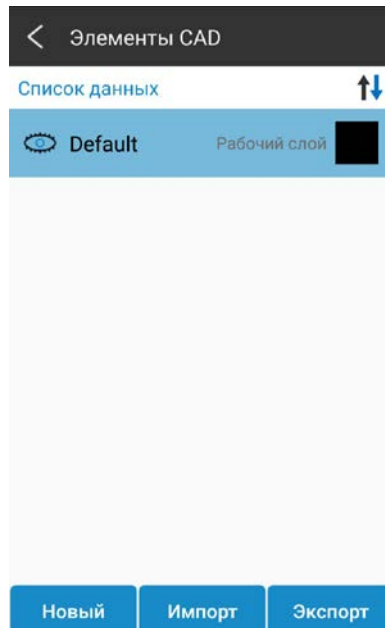 Элементы CAD
Список данных
Default Рабочий слой
Новый Импорт Экспорт